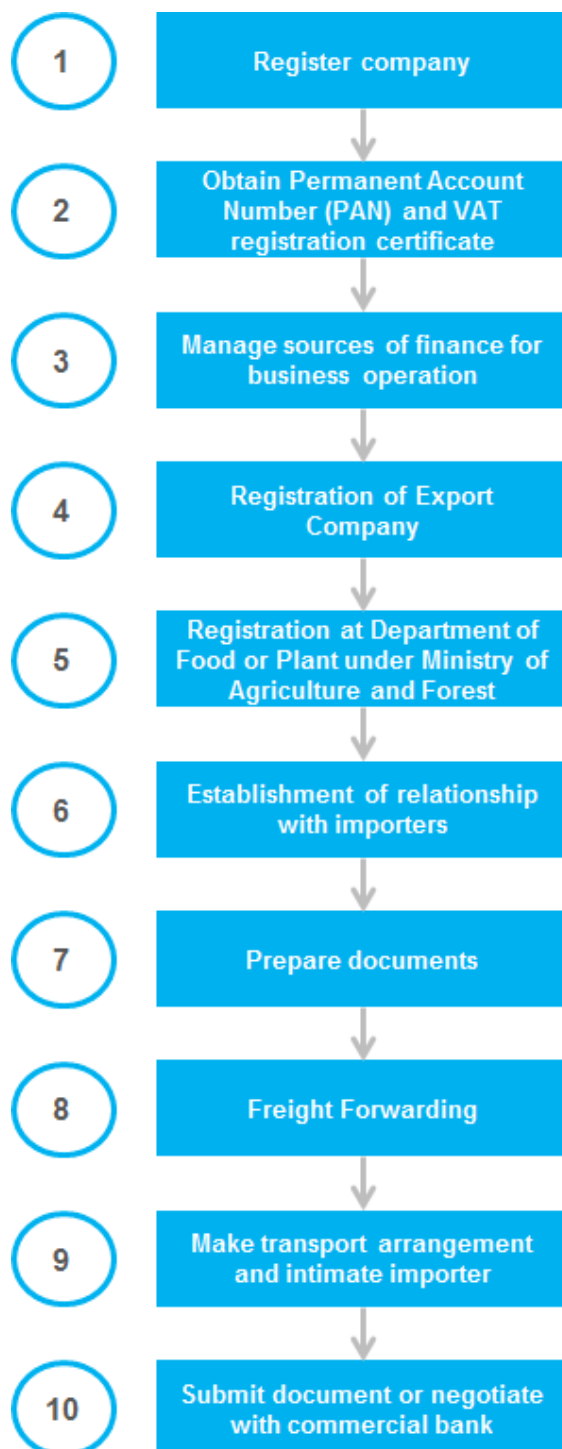 1
Register company
2
Obtain Permanent Account
Number (PAN) and VAT
registration certificate
3
Manage sources of finance for
business operation
4
Registration of Export
Company
5
Registration at Department of
Food or Plant under Ministry of
Agriculture and Forest
6
Establishment of relationship
with importers
7
Prepare documents
8
Freight Forwarding
9
Make transport arrangement
and intimate importer
10
Submit document or negotiate
with commercial bank